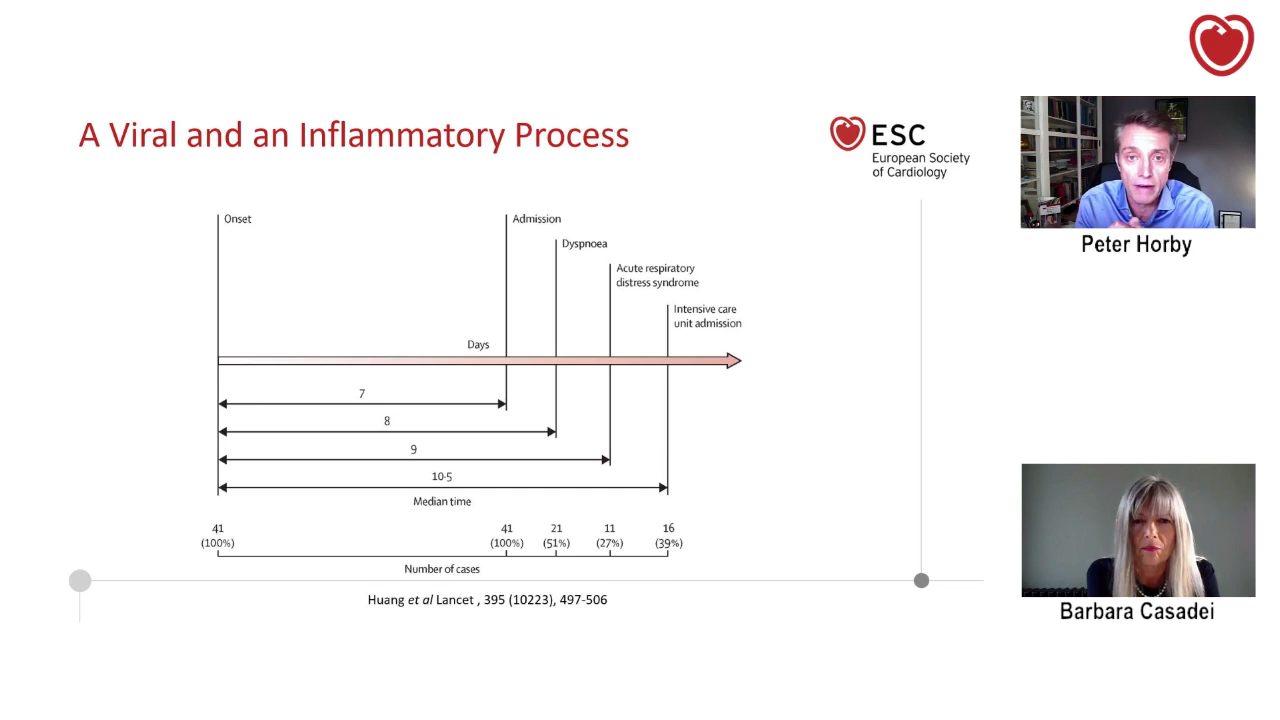 A Viral and an Inflammatory Process
ESC
European Society
of Cardiology
Onset
Admission
Dyspnoea
Acute respiratory
distress syndrome
Intensive care
unit admission
Days
7
8
9
10·5
Median time
41 41 21 11 16
(100%) (100%) (51%) (27%) (39%)
Number of cases
Huang et al Lancet , 395 (10223), 497-506
Peter Horby
Barbara Casadei